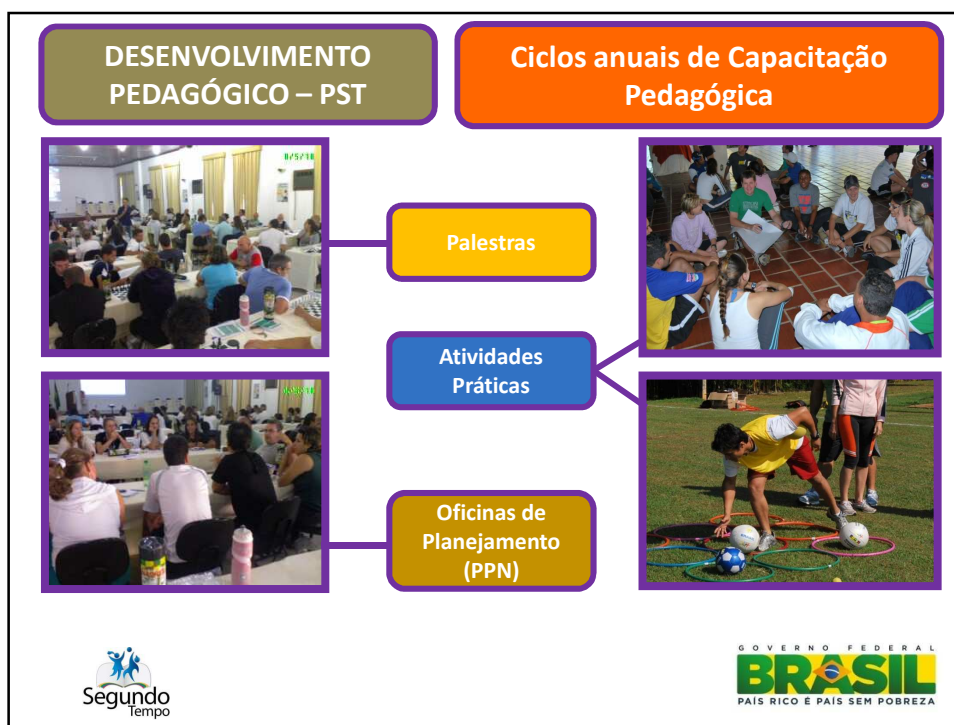 DESENVOLVIMENTO
PEDAGÓGICO – PST
Ciclos anuais de Capacitação
Pedagógica
Palestras
Atividades
Práticas
Oficinas de
Planejamento
(PPN)
Segundo
Tempo
GOVERNO FEDERAL
BRASIL
PAÍS RICO É PAÍS SEM POBREZA